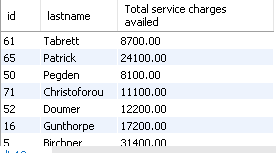 id lastname Total service charges availed
61 Tabrett 8700.00
65 Patrick 24100.00
50 Pegden 8100.00
71 Christoforou 11100.00
52 Doumer 12200.00
16 Gunthorpe 17200.00
5 Birchner 31400.00